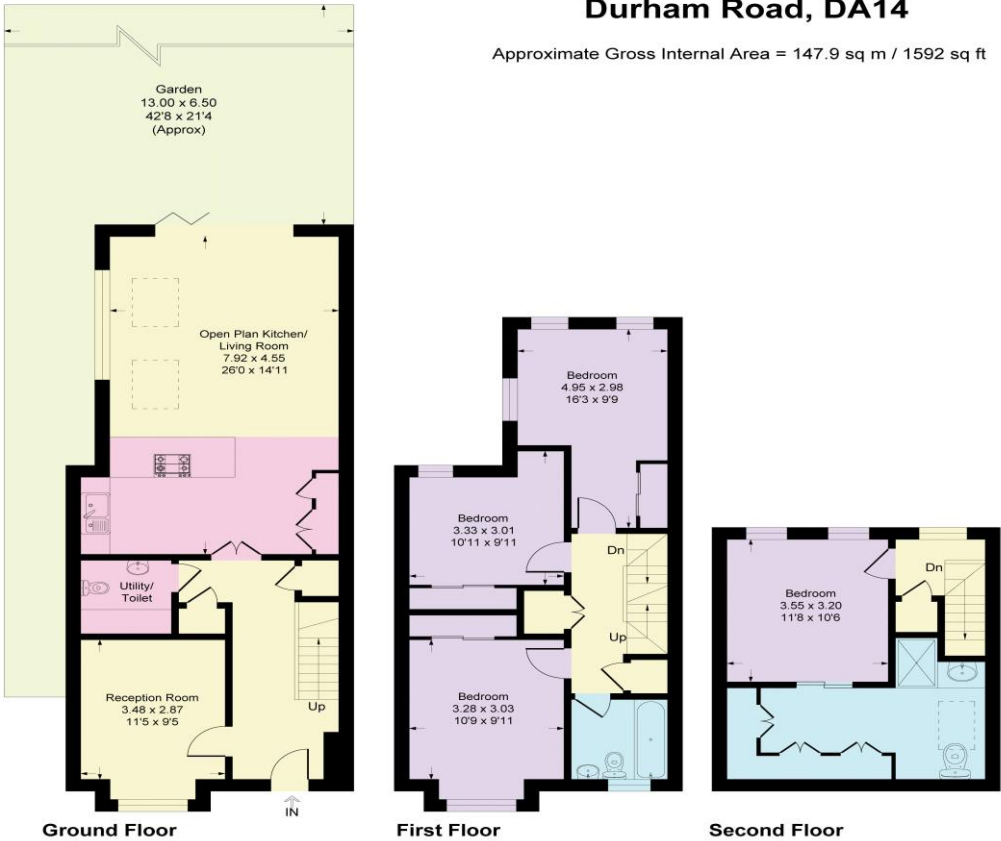 Durham Road, DA14
Approximate Gross Internal Area = 147.9 sq m / 1592 sq ft
Garden
13.00 x 6.50
42'8 x 21'4
(Approx)
Open Plan Kitchen/
Living Room
7.92 x 4.55
26'0 x 14'11
Utility/
Toilet
Reception Room
3.48 x 2.87
11'5 x 9'5
Up
IN
Ground Floor
Bedroom
4.95 x 2.98
16'3 x 9'9
Bedroom
3.33 x 3.01
10'11 x 9'11
Dn
Up
Bedroom
3.28 x 3.03
10'9 x 9'11
First Floor
Bedroom
3.55 x 3.20
11'8 x 10'6
Dn
Second Floor